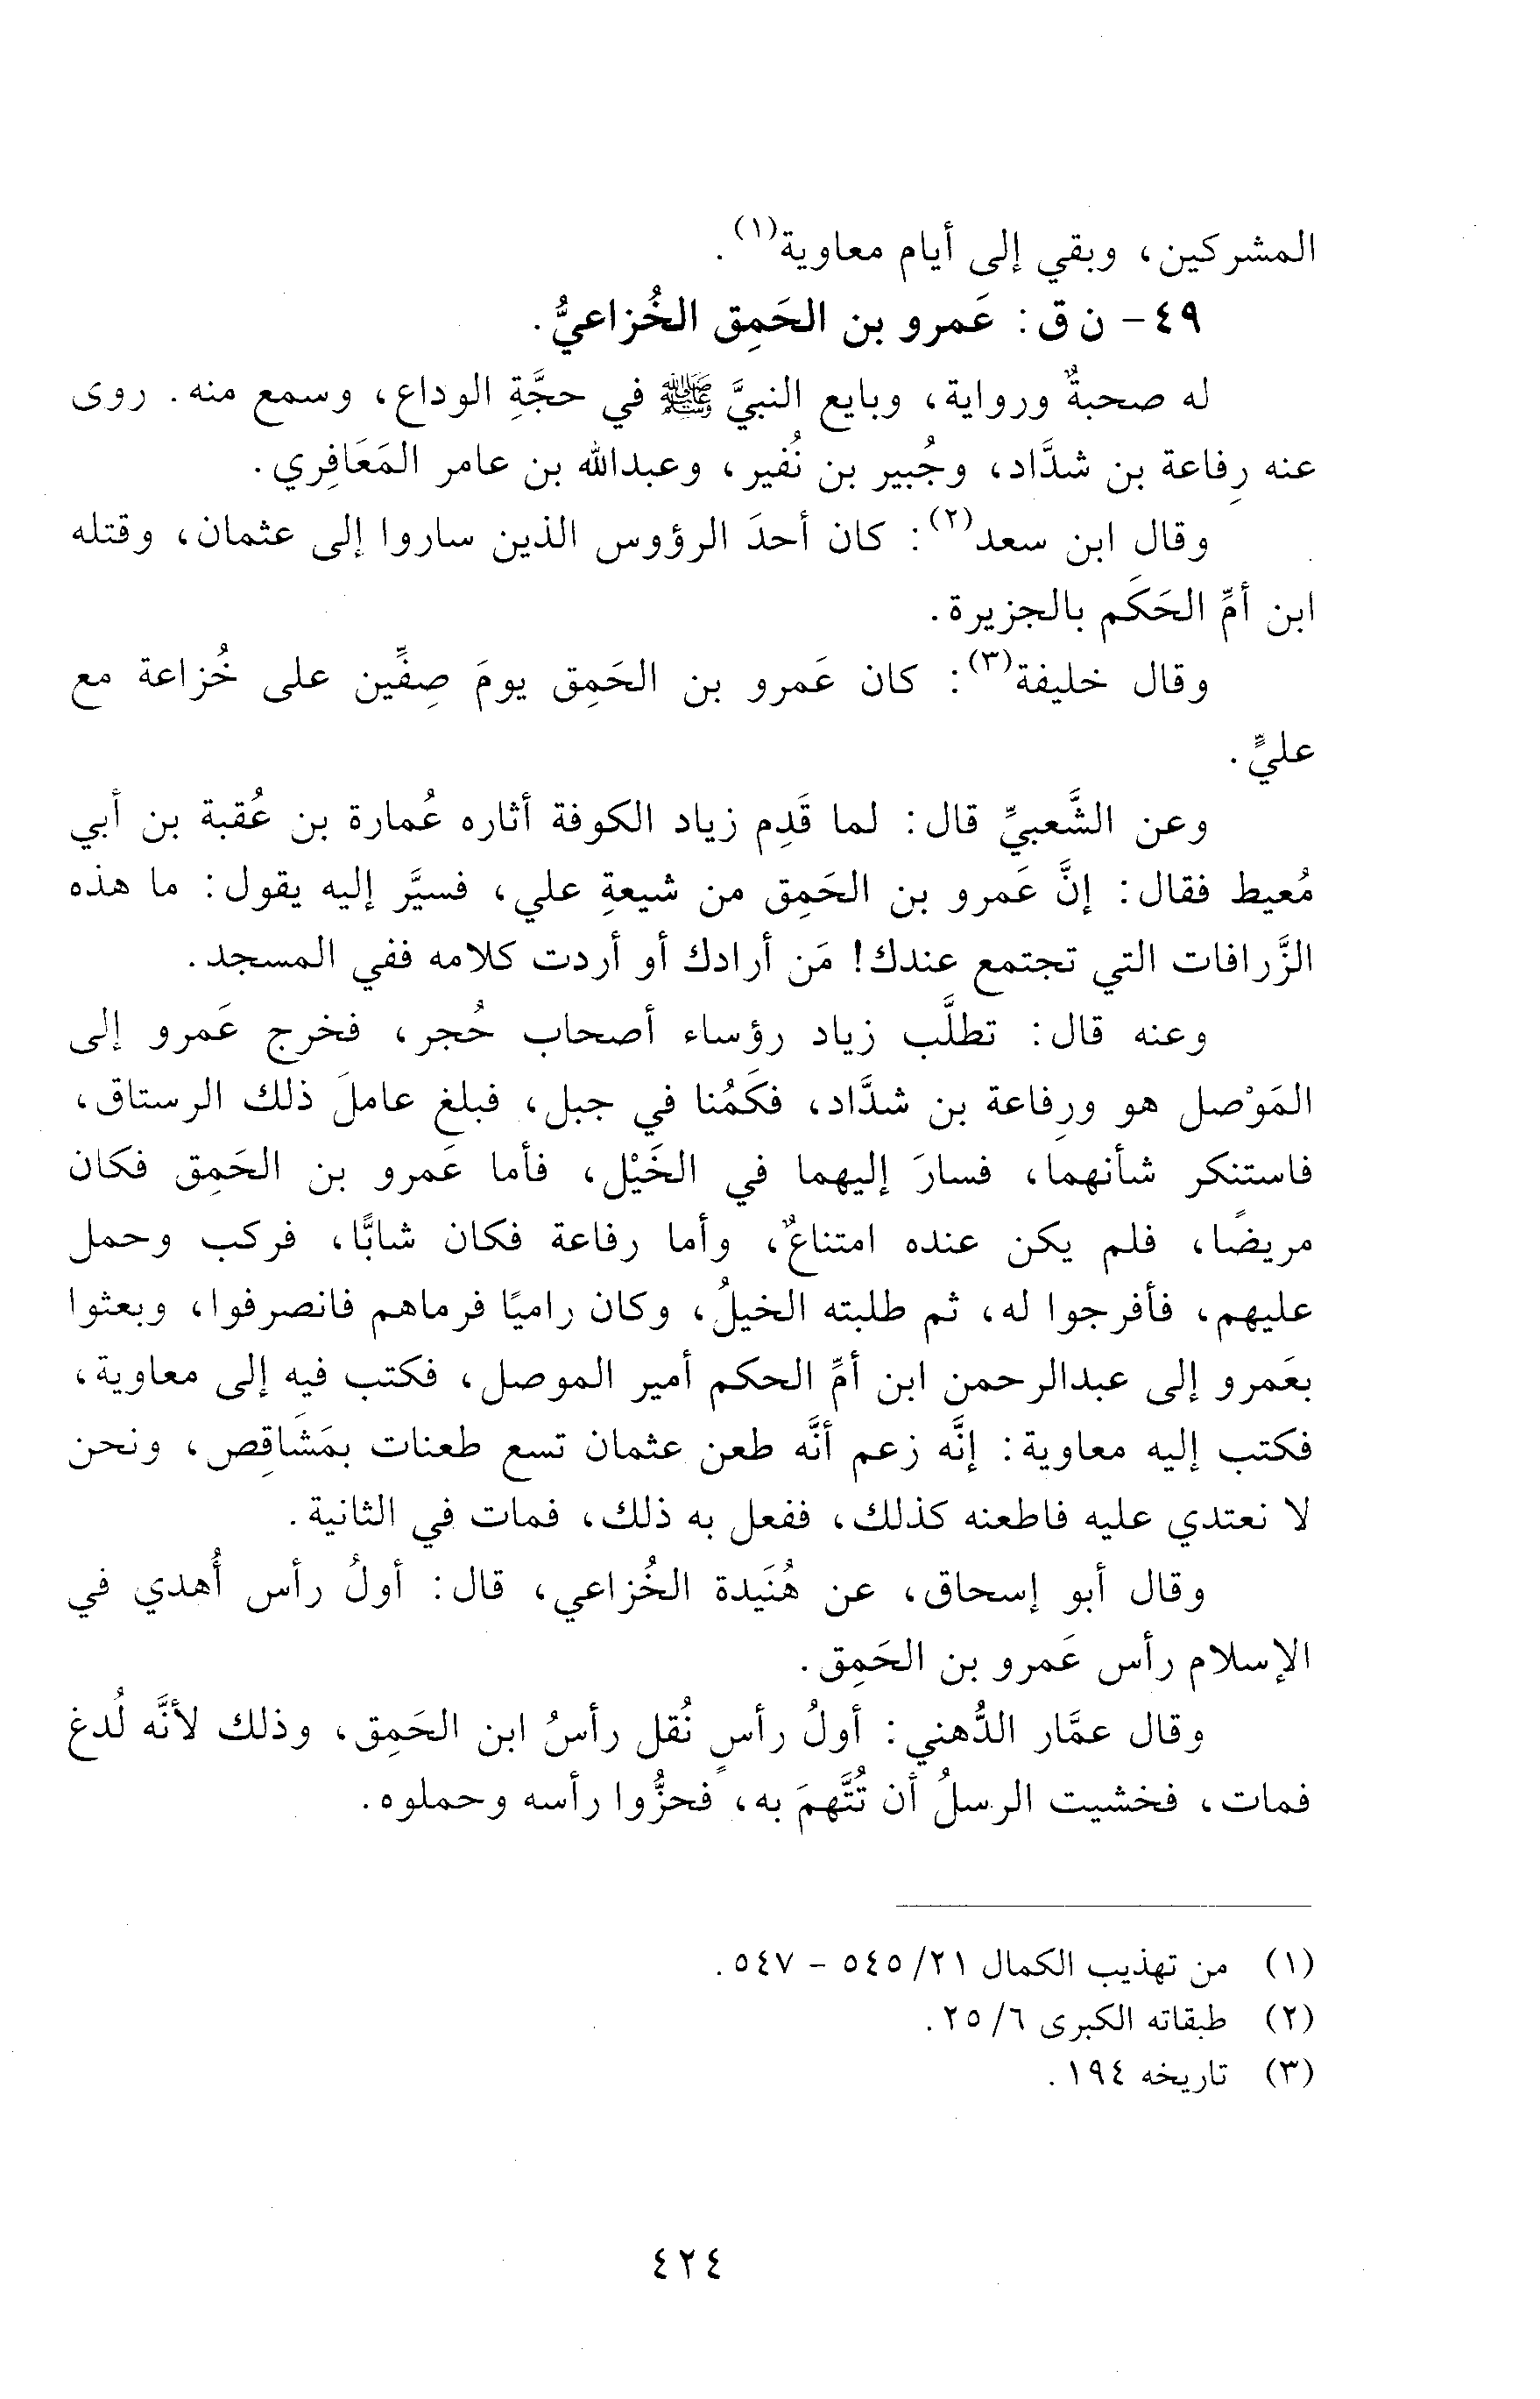 المشركين، وبقي إلى أيام معاوية(١).
٤٩- ن ق: عَمرو بن الحَمِق الخُزاعيُّ.
له صحبةٌ ورواية، وبايع النبيَّ ﷺ في حجَّةِ الوداع، وسمع منه. روى
عنه رِفاعة بن شدَّاد، وجُبير بن نُفير، وعبدالله بن عامر المَعَافِري.
وقال ابن سعد(٢): كان أحدَ الرؤوس الذين ساروا إلى عثمان، وقتله
ابن أمِّ الحَكَم بالجزيرة.
وقال خليفة(٣): كان عَمرو بن الحَمِق يومَ صِفِّين على خُزاعة مع
عليٍّ.
وعن الشَّعبيِّ قال: لما قَدِم زياد الكوفة أثاره عُمارة بن عُقبة بن أبي
مُعيط فقال: إنَّ عَمرو بن الحَمِق من شيعةِ علي، فسيَّر إليه يقول: ما هذه
الزَّرافات التي تجتمع عندك! مَن أرادك أو أردت كلامه ففي المسجد.
وعنه قال: تطلَّب زياد رؤساء أصحاب حُجر، فخرج عَمرو إلى
المَوْصل هو ورِفاعة بن شدَّاد، فكَمُنا في جبل، فبلغ عاملَ ذلك الرستاق،
فاستنكر شأنهما، فسارَ إليهما في الخَيْل، فأما عَمرو بن الحَمِق فكان
مريضًا، فلم يكن عنده امتناعٌ، وأما رفاعة فكان شابًّا، فركب وحمل
عليهم، فأفرجوا له، ثم طلبته الخيلُ، وكان راميًا فرماهم فانصرفوا، وبعثوا
بعَمرو إلى عبدالرحمن ابن أمِّ الحكم أمير الموصل، فكتب فيه إلى معاوية،
فكتب إليه معاوية: إنَّه زعم أنَّه طعن عثمان تسع طعنات بمَشَاقِص، ونحن
لا نعتدي عليه فاطعنه كذلك، ففعل به ذلك، فمات في الثانية.
وقال أبو إسحاق، عن هُنَيدة الخُزاعي، قال: أولُ رأس أُهدي في
الإسلام رأس عَمرو بن الحَمِق.
وقال عمَّار الدُّهني: أولُ رأسٍ نُقل رأسُ ابن الحَمِق، وذلك لأنَّه لُدغ
فمات، فخشيت الرسلُ أن تُتَّهمَ به، فحزُّوا رأسه وحملوه.
(١) من تهذيب الكمال ٢١/ ٥٤٥ - ٥٤٧.
(٢) طبقاته الكبرى ٦/ ٢٥.
(٣) تاريخه ١٩٤.
٤٢٤